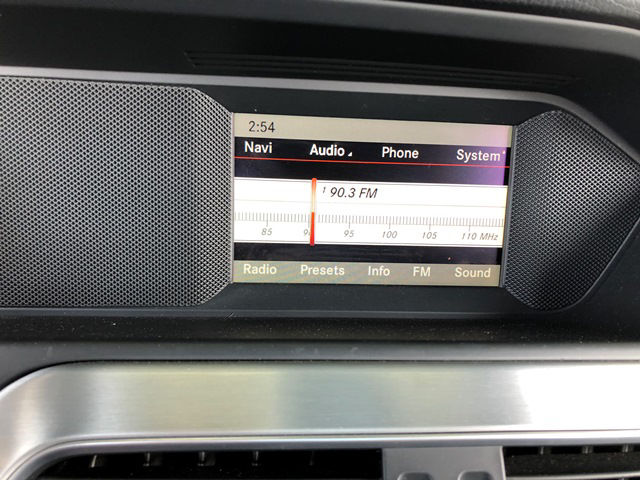 2:54
Navi Audio Phone System
1 90.3 FM
85 95 100 105 110 MHz
Radio Presets Info FM Sound